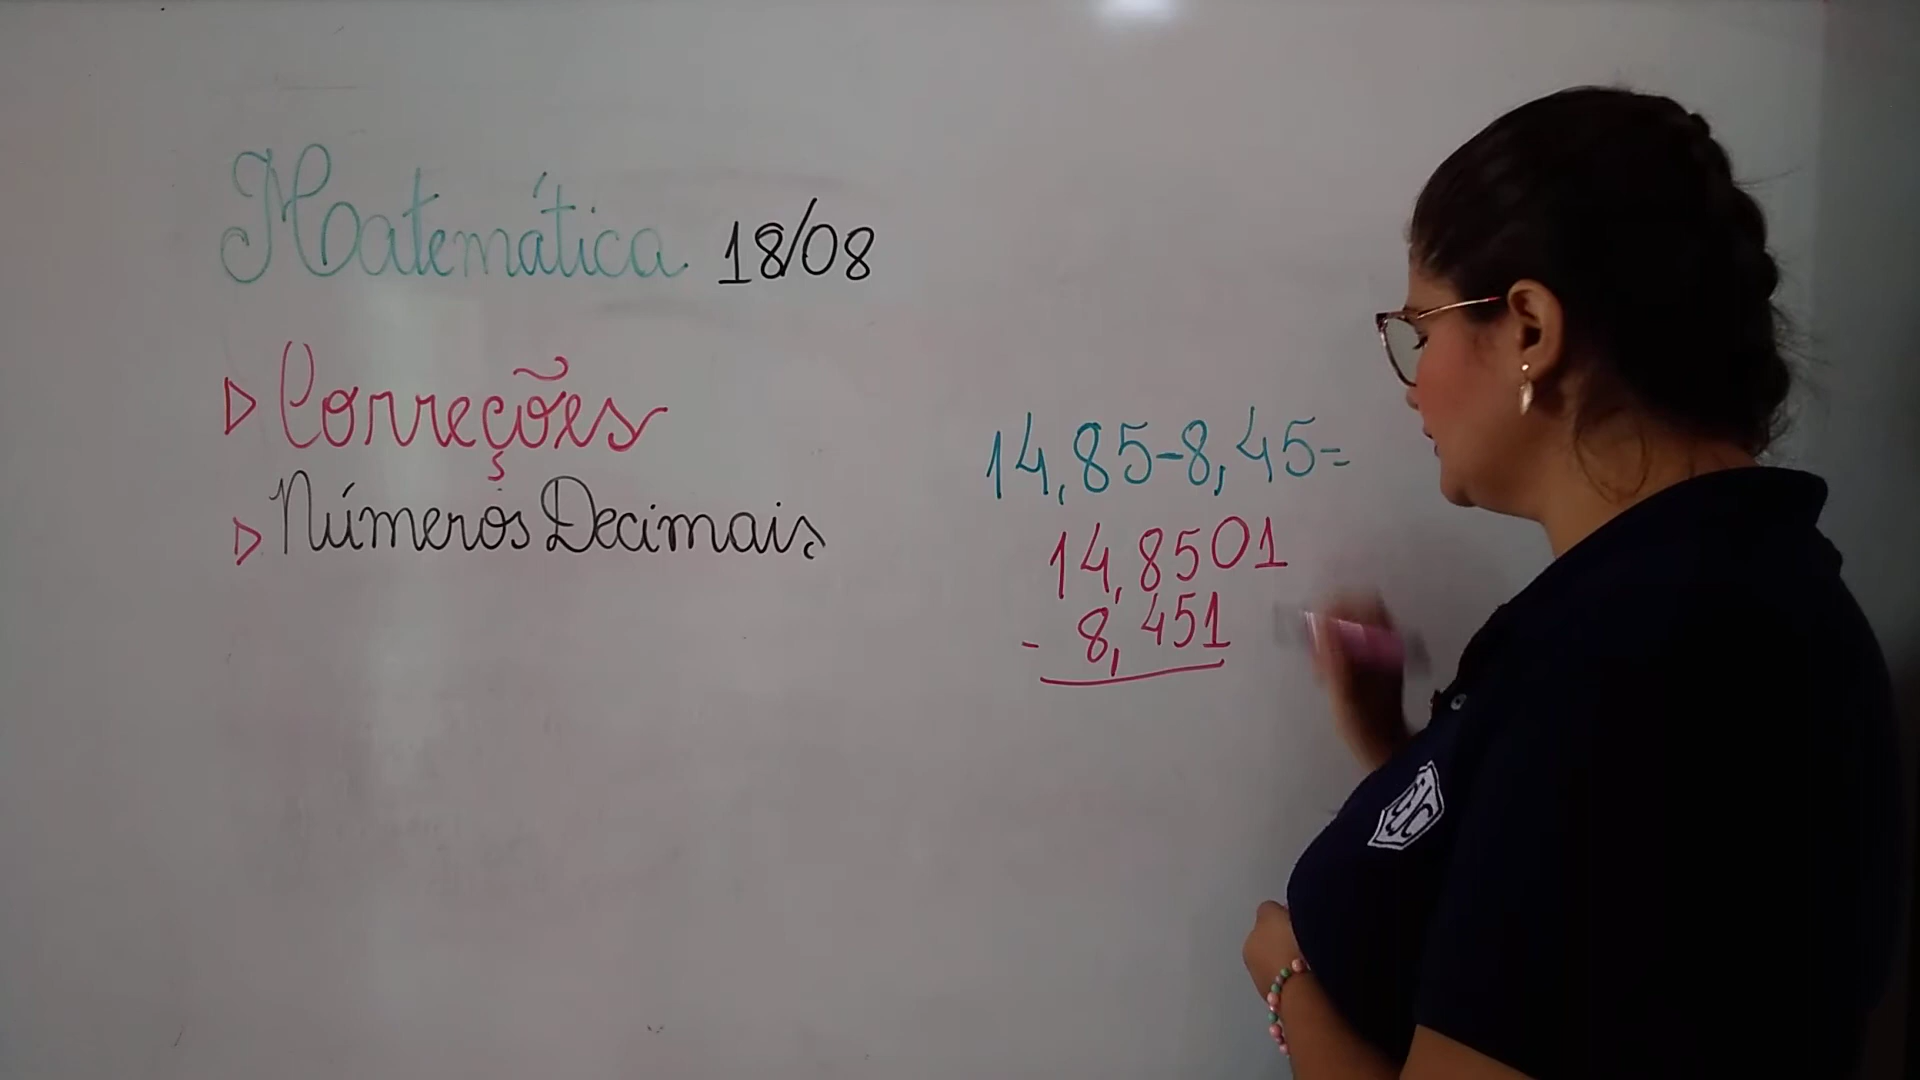 Matemática 18/08
▷ Correções
▷ Números Decimais
14,85-8,45=
14,8501
- 8,451